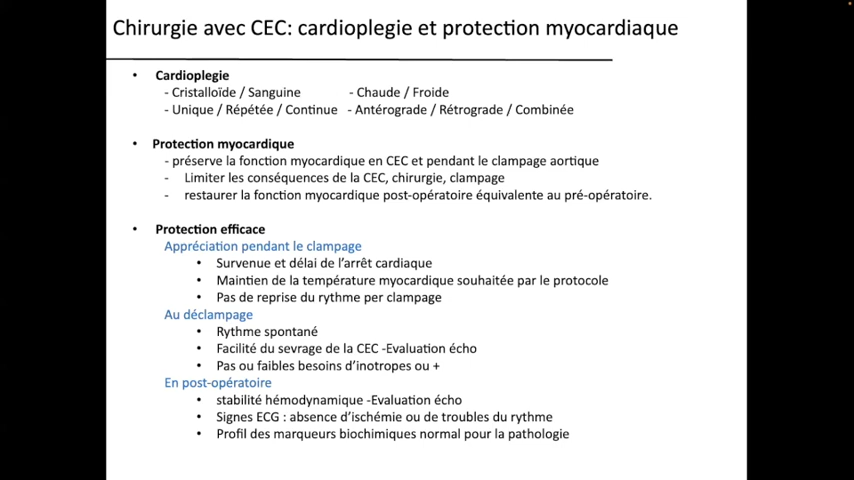 Chirurgie avec CEC: cardioplegie et protection myocardiaque
• Cardioplegie
- Cristalloïde / Sanguine - Chaude / Froide
- Unique / Répétée / Continue - Antérograde / Rétrograde / Combinée
• Protection myocardique
- préserve la fonction myocardique en CEC et pendant le clampage aortique
- Limiter les conséquences de la CEC, chirurgie, clampage
- restaurer la fonction myocardique post-opératoire équivalente au pré-opératoire.
• Protection efficace
Appréciation pendant le clampage
• Survenue et délai de l'arrêt cardiaque
• Maintien de la température myocardique souhaitée par le protocole
• Pas de reprise du rythme per clampage
Au déclampage
• Rythme spontané
• Facilité du sevrage de la CEC -Evaluation écho
• Pas ou faibles besoins d'inotropes ou +
En post-opératoire
• stabilité hémodynamique -Evaluation écho
• Signes ECG : absence d'ischémie ou de troubles du rythme
• Profil des marqueurs biochimiques normal pour la pathologie